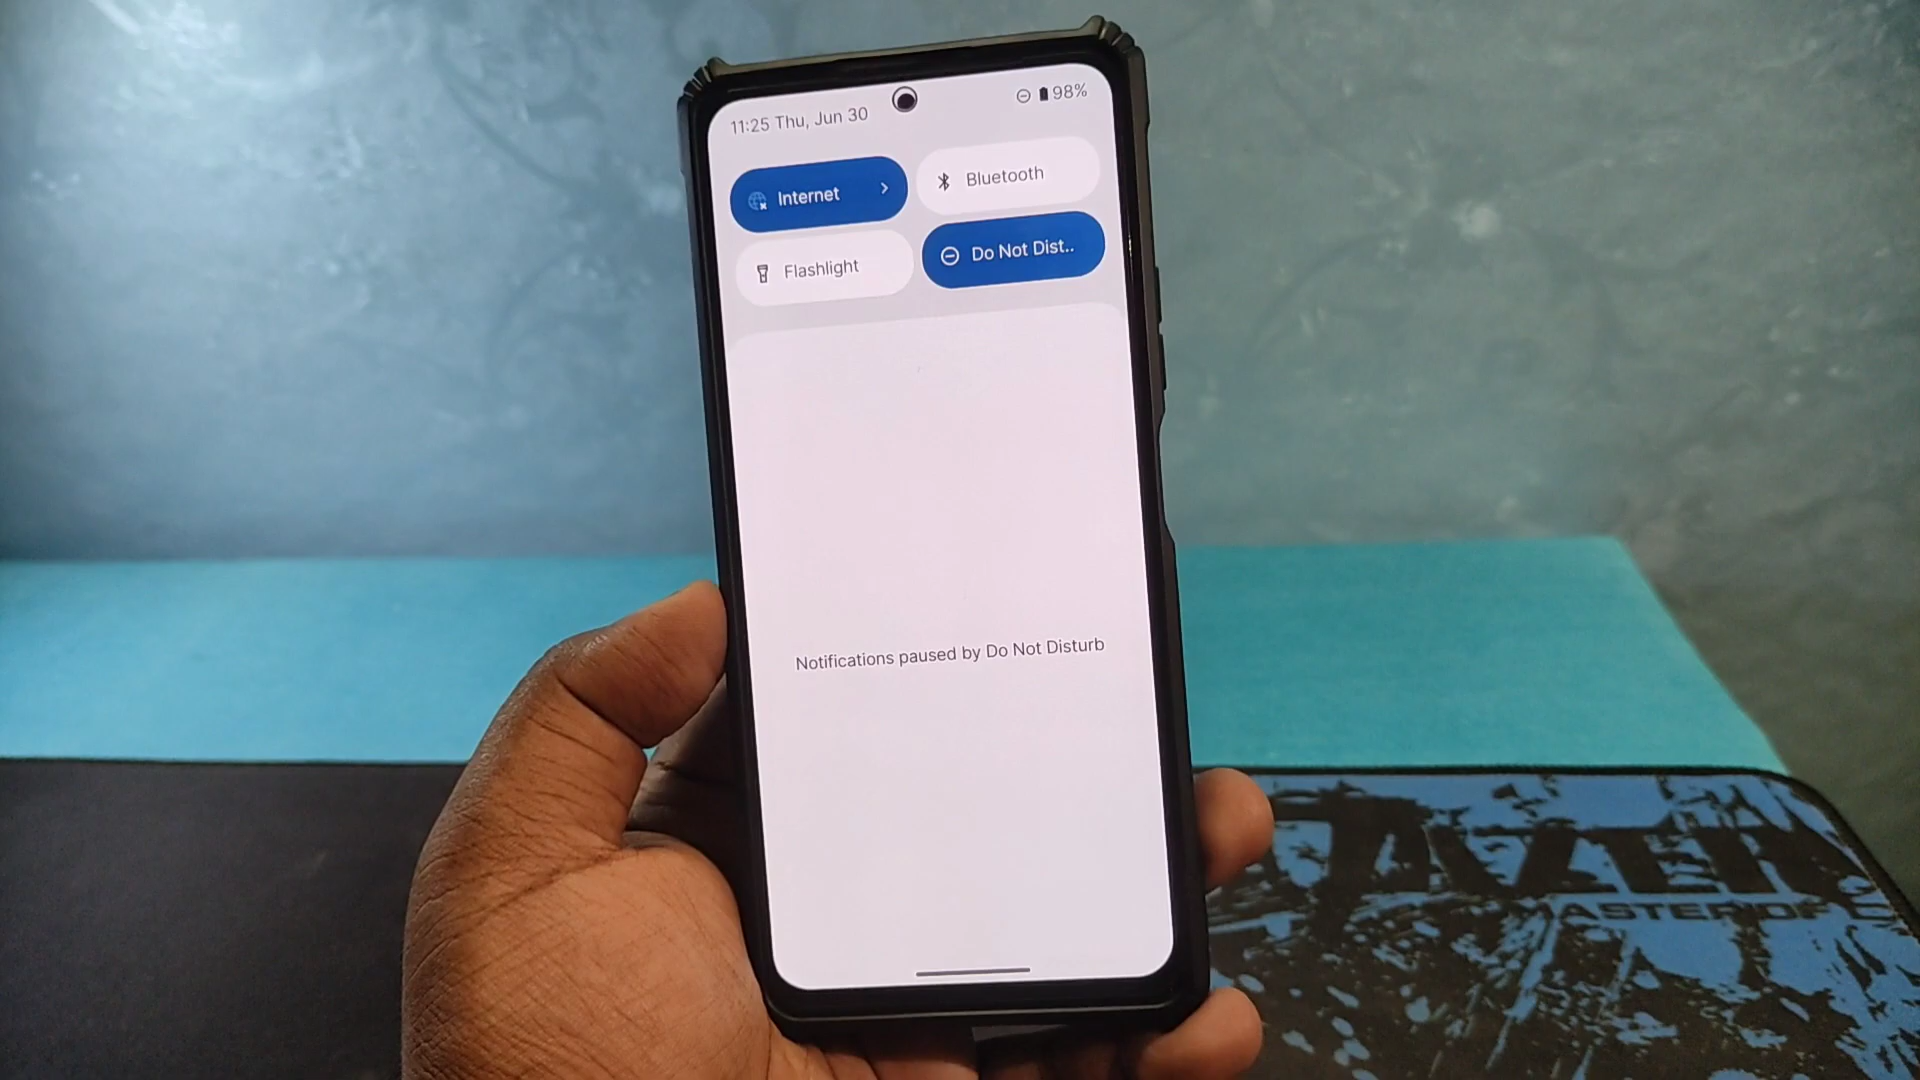 11:25 Thu, Jun 30
98%
Internet
Bluetooth
Flashlight
Do Not Dist..
Notifications paused by Do Not Disturb
MASTER OF